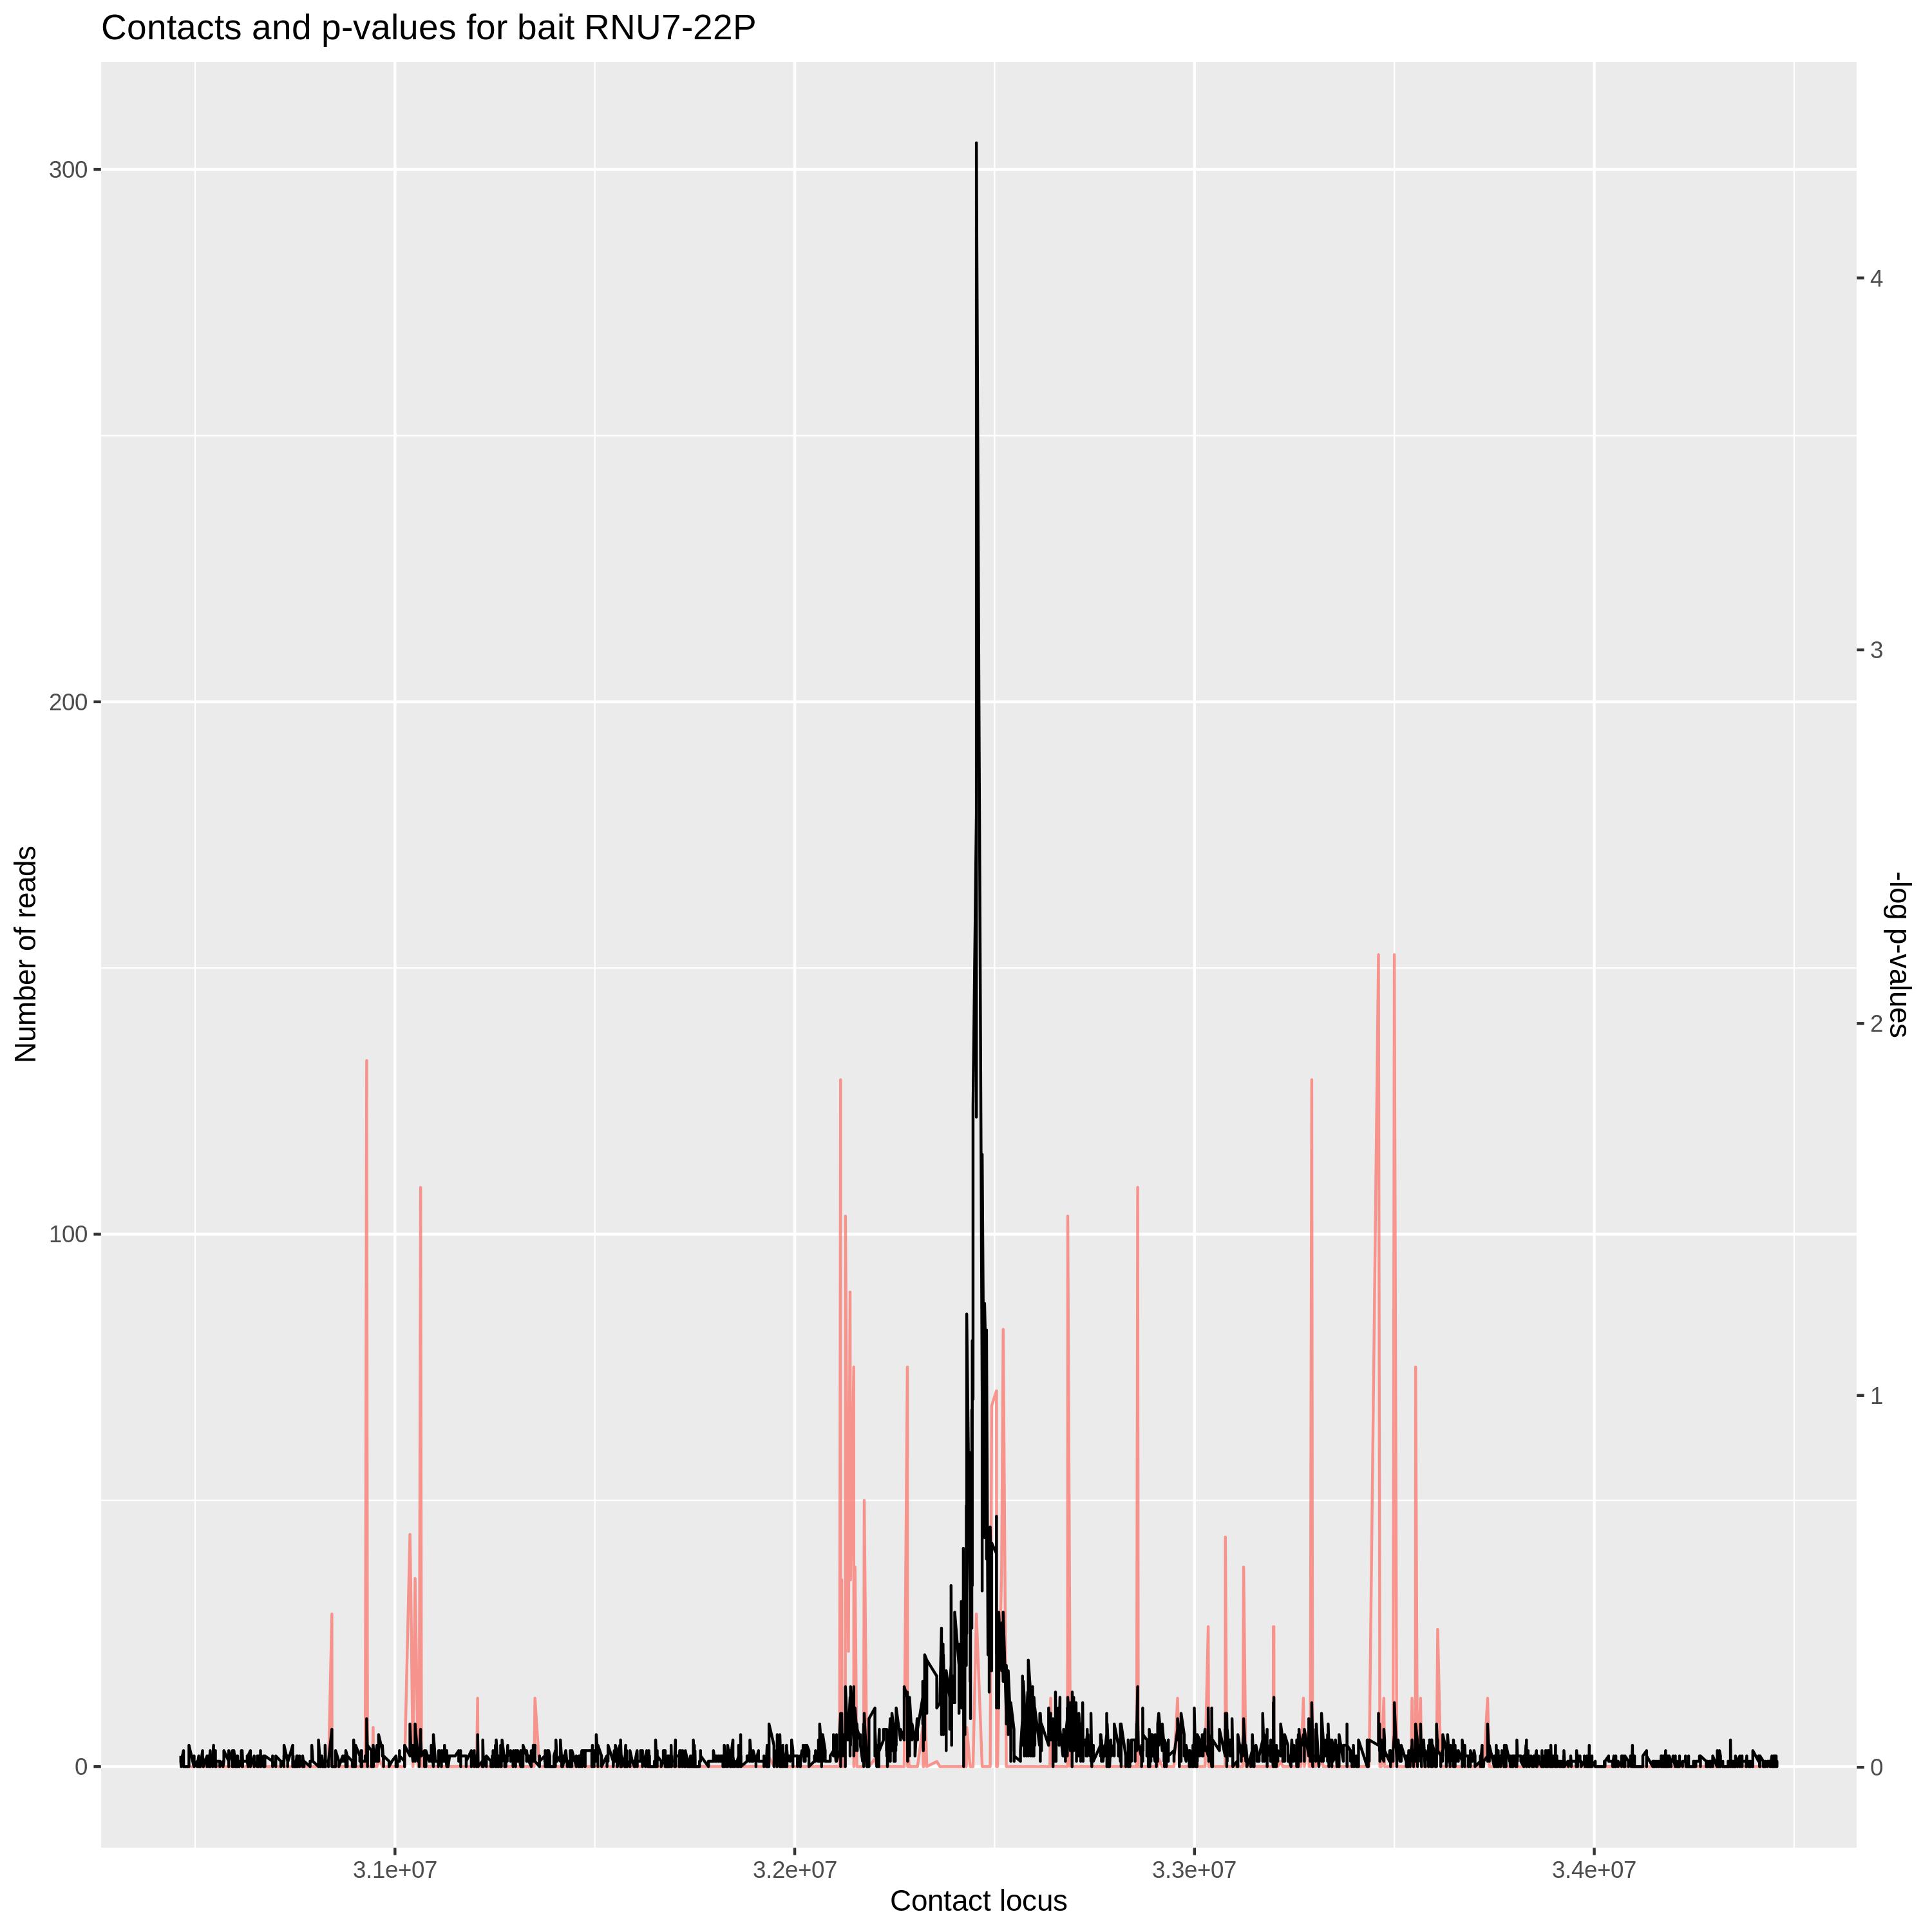 Contacts and p-values for bait RNU7-22P
300
200
100
0
Number of reads
4
3
2
1
0
-log p-values
3.1e+07
3.2e+07
3.3e+07
3.4e+07
Contact locus